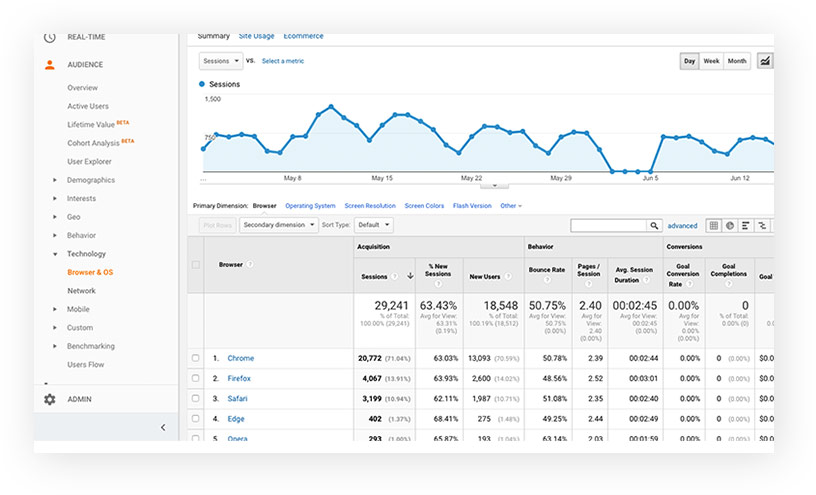 REAL-TIME
AUDIENCE
Overview
Active Users
Lifetime Value BETA
Cohort Analysis BETA
User Explorer
Demographics
Interests
Geo
Behavior
Technology
Browser & OS
Network
Mobile
Custom
Benchmarking
Users Flow
ADMIN
Summary Site Usage Ecommerce
Sessions VS. Select a metric Day Week Month
Sessions
1,500
750
... May 8 May 15 May 22 May 29 Jun 5 Jun 12
Primary Dimension: Browser Operating System Screen Resolution Screen Colors Flash Version Other
Plot Rows Secondary dimension Sort Type: Default advanced
Acquisition Behavior Conversions
Browser ? Sessions ? % New Sessions ? New Users ? Bounce Rate ? Pages / Session ? Avg. Session Duration ? Goal Conversion Rate ? Goal Completions ? Goal
29,241 63.43% 18,548 50.75% 2.40 00:02:45 0.00% 0
% of Total: 100.00% (29,241) Avg for View: 63.31% (0.19%) % of Total: 100.19% (18,512) Avg for View: 50.75% (0.00%) Avg for View: 2.40 (0.00%) Avg for View: 00:02:45 (0.00%) Avg for View: 0.00% (0.00%) % of Total: 0.00% (0)
1. Chrome 20,772 (71.04%) 63.03% 13,093 (70.59%) 50.78% 2.39 00:02:44 0.00% 0 (0.00%) $0.0
2. Firefox 4,067 (13.91%) 63.93% 2,600 (14.02%) 48.56% 2.52 00:03:01 0.00% 0 (0.00%) $0.0
3. Safari 3,199 (10.94%) 62.11% 1,987 (10.71%) 51.08% 2.35 00:02:40 0.00% 0 (0.00%) $0.0
4. Edge 402 (1.37%) 68.41% 275 (1.48%) 49.25% 2.44 00:02:49 0.00% 0 (0.00%) $0.0
5. Opera 293 (1.00%) 65.87% 193 (1.04%) 63.14% 2.03 00:01:59 0.00% 0 (0.00%) $0.0